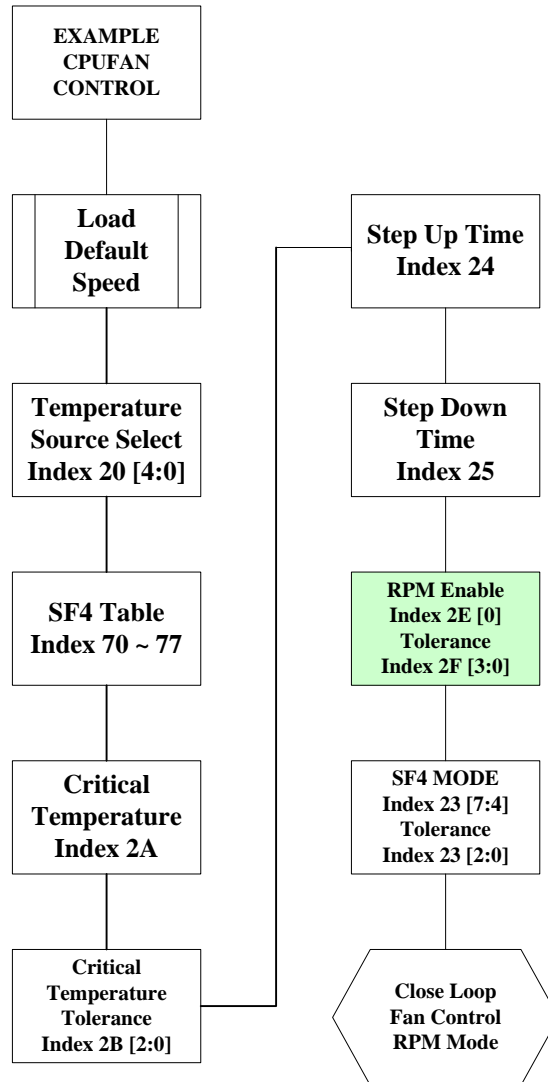 EXAMPLE
CPUFAN
CONTROL
Load
Default
Speed
Temperature
Source Select
Index 20 [4:0]
SF4 Table
Index 70 ~ 77
Critical
Temperature
Index 2A
Critical
Temperature
Tolerance
Index 2B [2:0]
Step Up Time
Index 24
Step Down
Time
Index 25
RPM Enable
Index 2E [0]
Tolerance
Index 2F [3:0]
SF4 MODE
Index 23 [7:4]
Tolerance
Index 23 [2:0]
Close Loop
Fan Control
RPM Mode